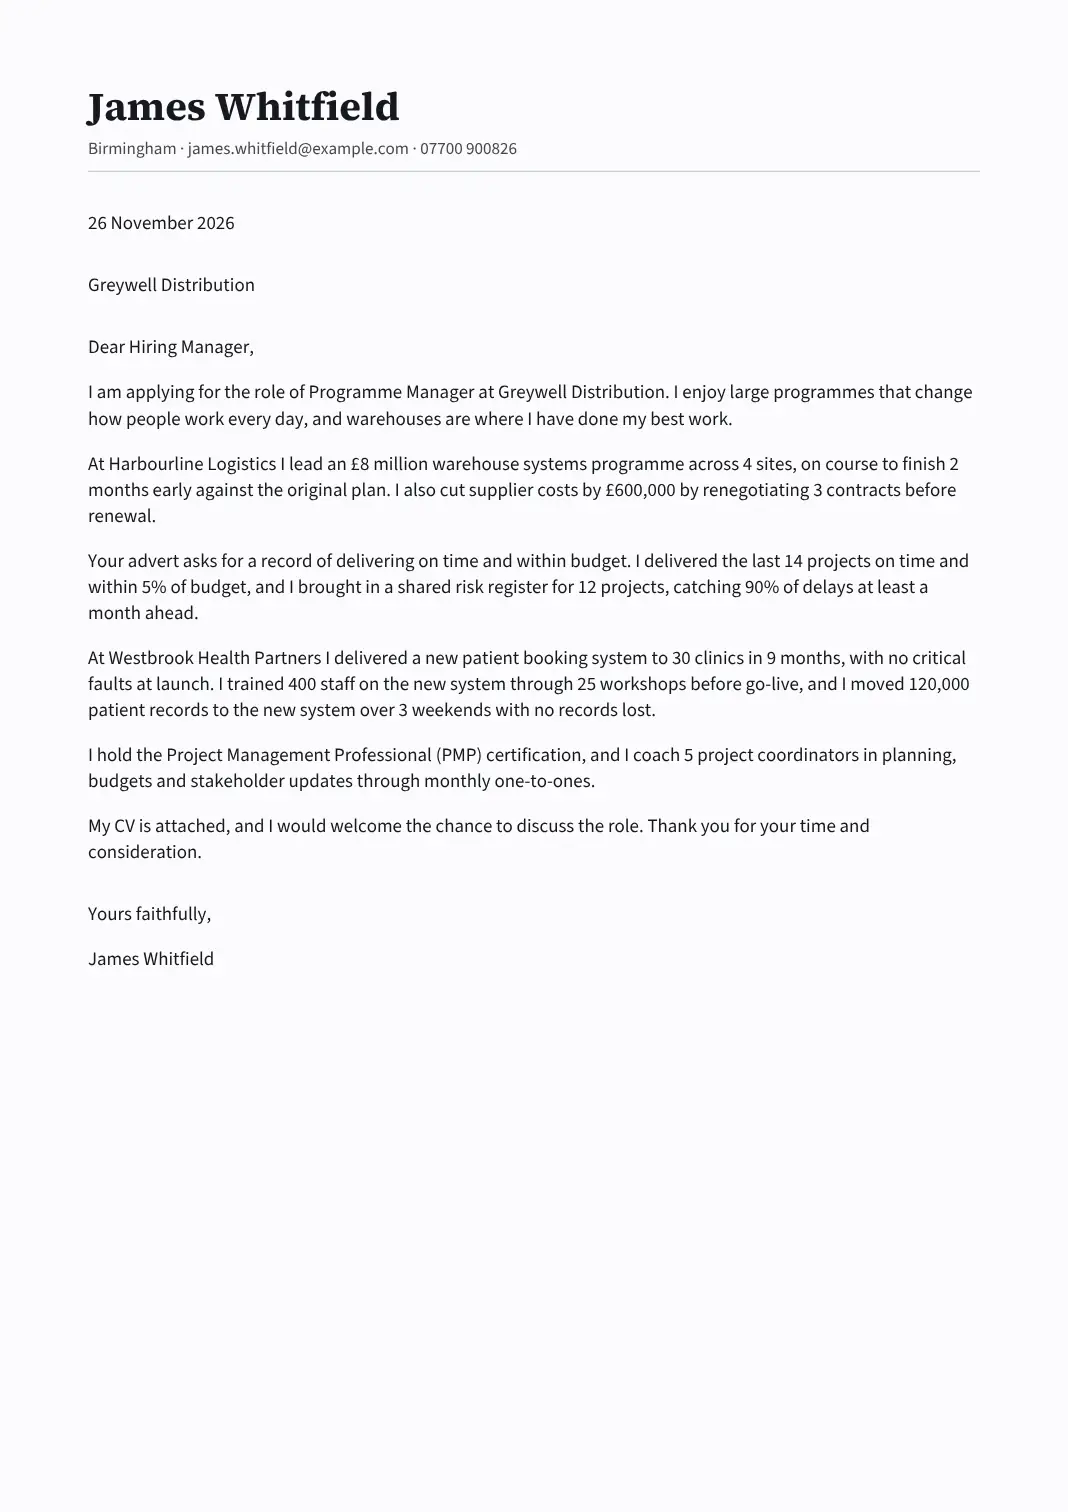 James Whitfield
Birmingham · james.whitfield@example.com · 07700 900826
26 November 2026
Greywell Distribution
Dear Hiring Manager,
I am applying for the role of Programme Manager at Greywell Distribution. I enjoy large programmes that change
how people work every day, and warehouses are where I have done my best work.
At Harbourline Logistics I lead an £8 million warehouse systems programme across 4 sites, on course to finish 2
months early against the original plan. I also cut supplier costs by £600,000 by renegotiating 3 contracts before
renewal.
Your advert asks for a record of delivering on time and within budget. I delivered the last 14 projects on time and
within 5% of budget, and I brought in a shared risk register for 12 projects, catching 90% of delays at least a
month ahead.
At Westbrook Health Partners I delivered a new patient booking system to 30 clinics in 9 months, with no critical
faults at launch. I trained 400 staff on the new system through 25 workshops before go-live, and I moved 120,000
patient records to the new system over 3 weekends with no records lost.
I hold the Project Management Professional (PMP) certification, and I coach 5 project coordinators in planning,
budgets and stakeholder updates through monthly one-to-ones.
My CV is attached, and I would welcome the chance to discuss the role. Thank you for your time and
consideration.
Yours faithfully,
James Whitfield